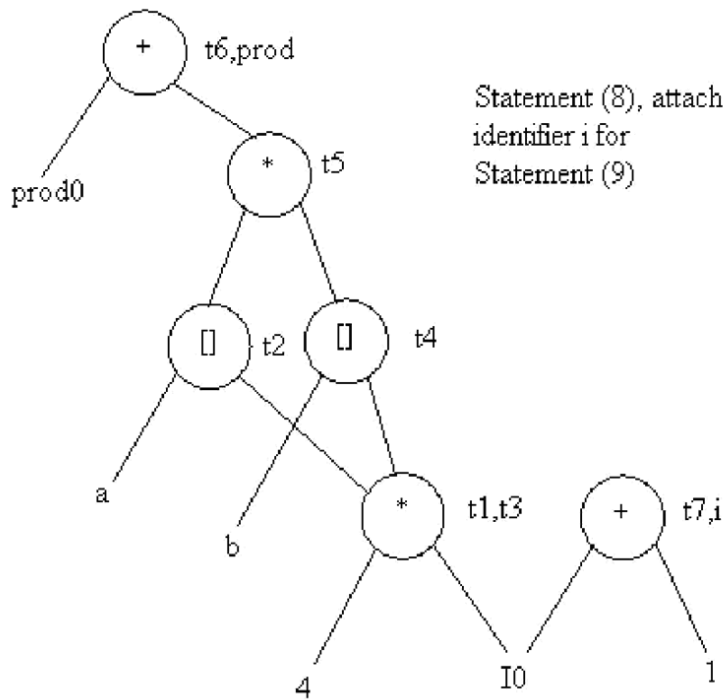 +
t6,prod
Statement (8), attach
identifier i for
Statement (9)
*
t5
prod0
[]
t2
[]
t4
a
*
t1,t3
+
t7,i
b
4
I0
1